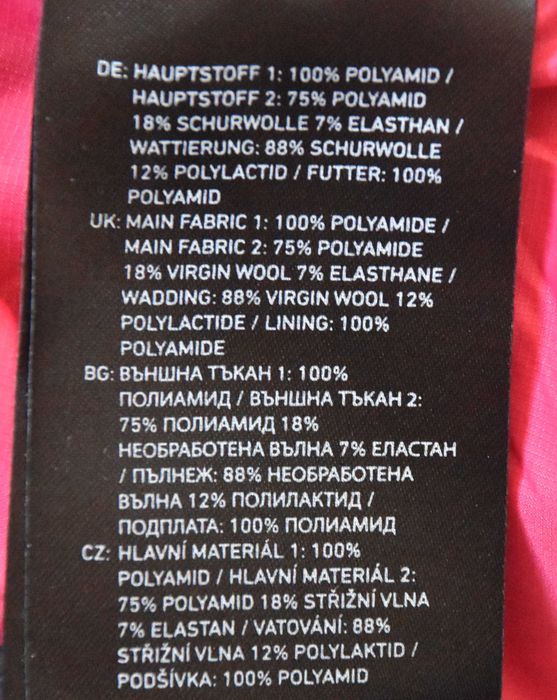 DE: HAUPTSTOFF 1: 100% POLYAMID /
HAUPTSTOFF 2: 75% POLYAMID
18% SCHURWOLLE 7% ELASTHAN /
WATTIERUNG: 88% SCHURWOLLE
12% POLYLACTID / FUTTER: 100%
POLYAMID
UK: MAIN FABRIC 1: 100% POLYAMIDE /
MAIN FABRIC 2: 75% POLYAMIDE
18% VIRGIN WOOL 7% ELASTHANE /
WADDING: 88% VIRGIN WOOL 12%
POLYLACTIDE / LINING: 100%
POLYAMIDE
BG: ВЪНШНА ТЪКАН 1: 100%
ПОЛИАМИД / ВЪНШНА ТЪКАН 2:
75% ПОЛИАМИД 18%
НЕОБРАБОТЕНА ВЪЛНА 7% ЕЛАСТАН
/ ПЪЛНЕЖ: 88% НЕОБРАБОТЕНА
ВЪЛНА 12% ПОЛИЛАКТИД /
ПОДПЛАТА: 100% ПОЛИАМИД
CZ: HLAVNÍ MATERIÁL 1: 100%
POLYAMID / HLAVNÍ MATERIÁL 2:
75% POLYAMID 18% STŘIŽNÍ VLNA
7% ELASTAN / VATOVÁNÍ: 88%
STŘIŽNÍ VLNA 12% POLYLAKTID /
PODŠÍVKA: 100% POLYAMID